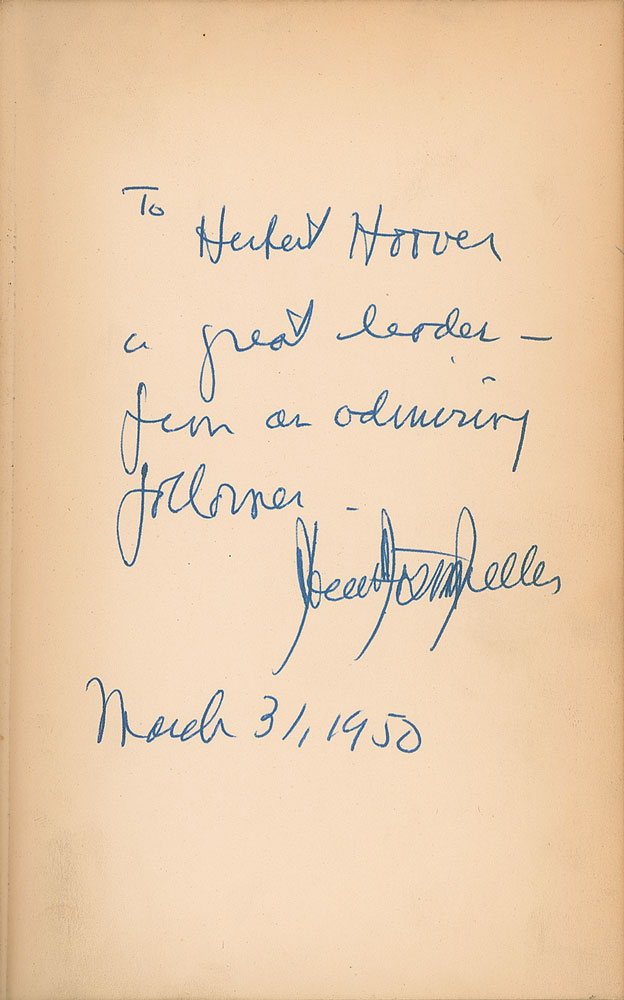 To
Herbert Hoover
a great leader –
from an admiring
follower –
March 31, 1950